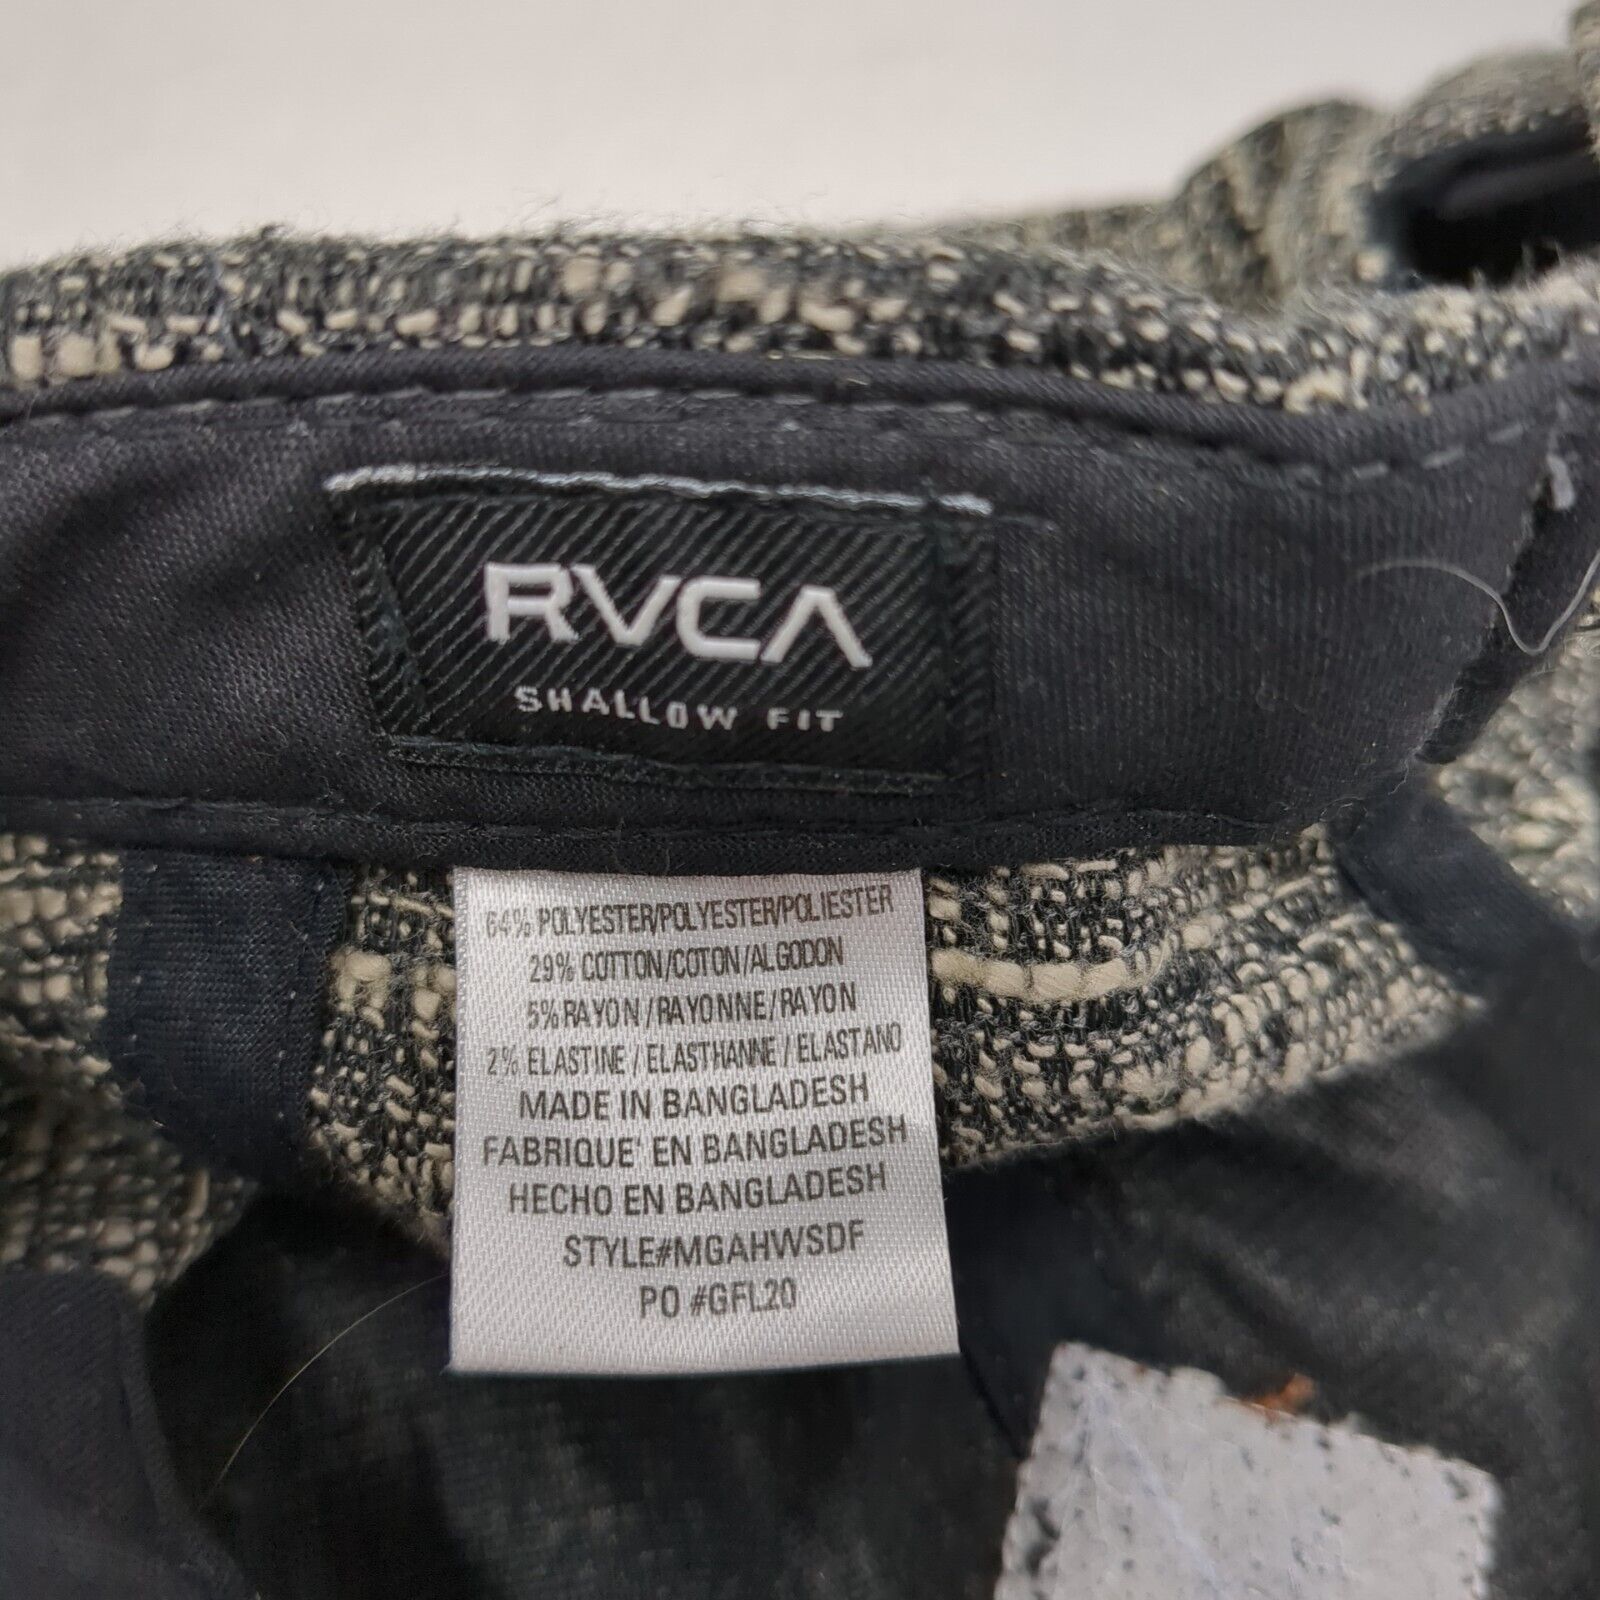 RVCA
SHALLOW FIT
64% POLYESTER/POLYESTER/POLIESTER
29% COTTON/COTON/ALGODON
5% RAYON / RAYONNE / RAYON
2% ELASTINE / ELASTHANNE / ELASTANO
MADE IN BANGLADESH
FABRIQUE' EN BANGLADESH
HECHO EN BANGLADESH
STYLE#MGAHWSDF
PO #GFL20